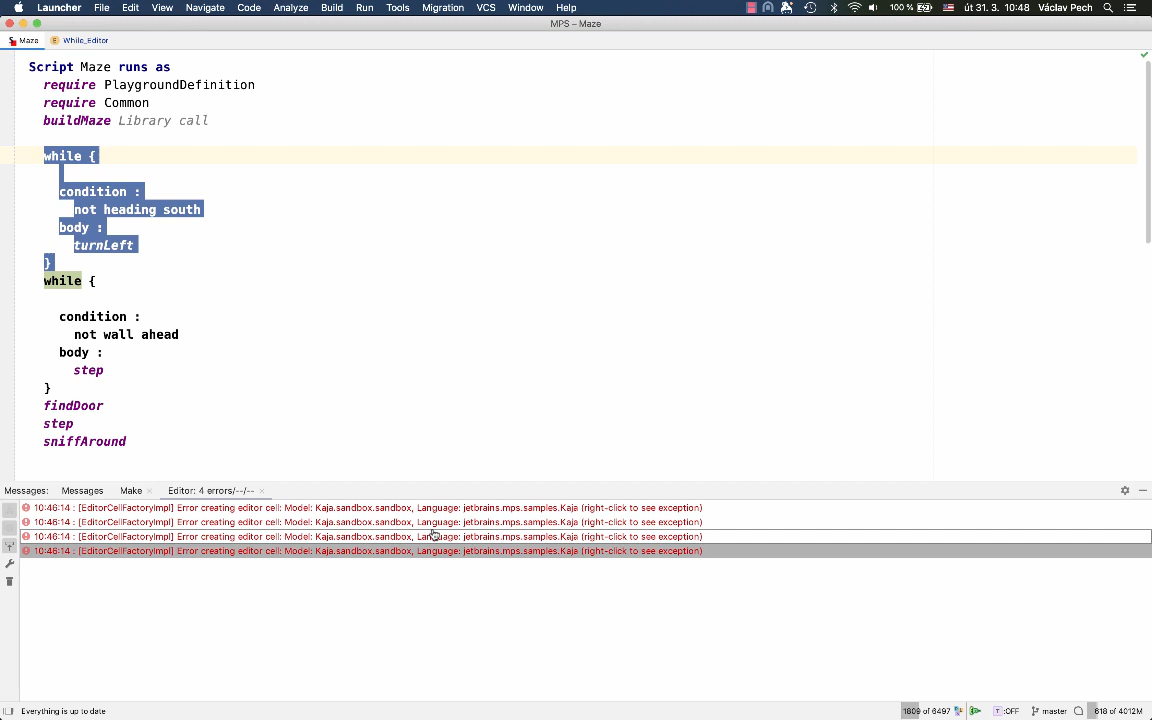 Launcher File Edit View Navigate Code Analyze Build Run Tools Migration VCS Window Help 100 % út 31. 3. 10:48 Václav Pech
MPS – Maze
Maze While_Editor
Script Maze runs as
require PlaygroundDefinition
require Common
buildMaze Library call
while {
condition :
not heading south
body :
turnLeft
}
while {
condition :
not wall ahead
body :
step
}
findDoor
step
sniffAround
Messages: Messages Make Editor: 4 errors/--/--
10:46:14 : [EditorCellFactoryImpl] Error creating editor cell: Model: Kaja.sandbox.sandbox, Language: jetbrains.mps.samples.Kaja (right-click to see exception)
10:46:14 : [EditorCellFactoryImpl] Error creating editor cell: Model: Kaja.sandbox.sandbox, Language: jetbrains.mps.samples.Kaja (right-click to see exception)
10:46:14 : [EditorCellFactoryImpl] Error creating editor cell: Model: Kaja.sandbox.sandbox, Language: jetbrains.mps.samples.Kaja (right-click to see exception)
10:46:14 : [EditorCellFactoryImpl] Error creating editor cell: Model: Kaja.sandbox.sandbox, Language: jetbrains.mps.samples.Kaja (right-click to see exception)
Everything is up to date 1809 of 6497 T :OFF master 618 of 4012M